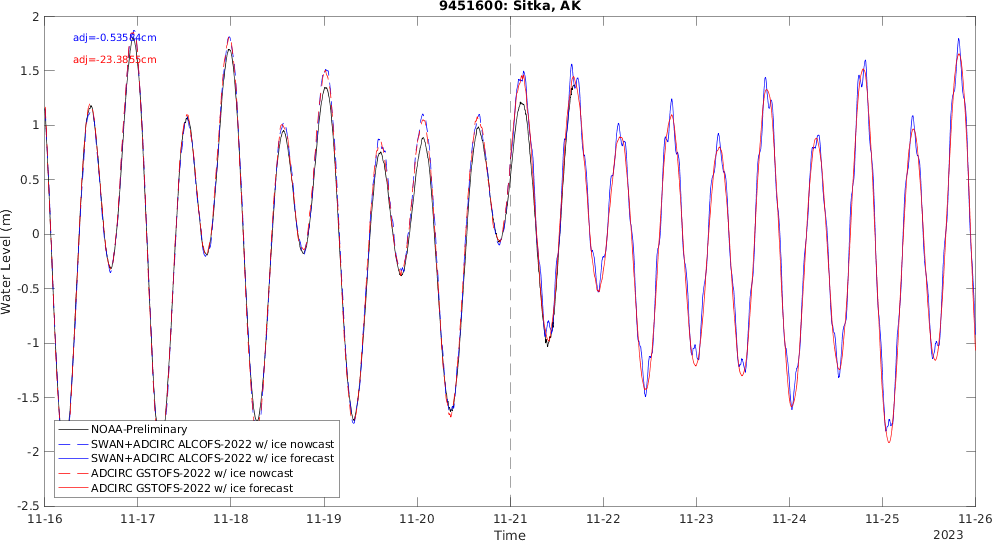 9451600: Sitka, AK
2
1.5
1
0.5
0
-0.5
-1
-1.5
-2
-2.5
Water Level (m)
adj=-0.53584cm
adj=-23.3855cm
NOAA-Preliminary
SWAN+ADCIRC ALCOFS-2022 w/ ice nowcast
SWAN+ADCIRC ALCOFS-2022 w/ ice forecast
ADCIRC GSTOFS-2022 w/ ice nowcast
ADCIRC GSTOFS-2022 w/ ice forecast
11-16 11-17 11-18 11-19 11-20 11-21 11-22 11-23 11-24 11-25 11-26
Time
2023